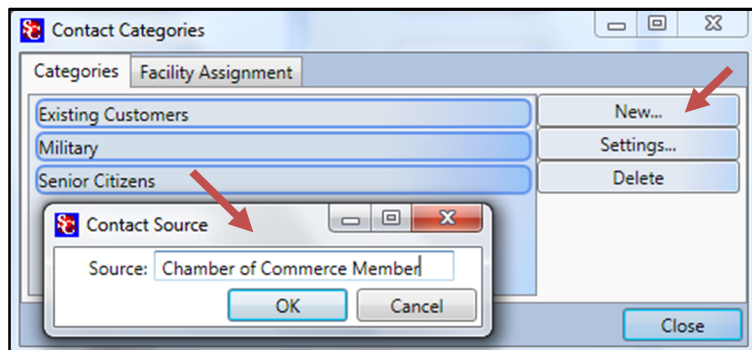 Contact Categories
Categories Facility Assignment
Existing Customers
Military
Senior Citizens
New...
Settings...
Delete
SC Contact Source
Source: Chamber of Commerce Member
OK Cancel
Close